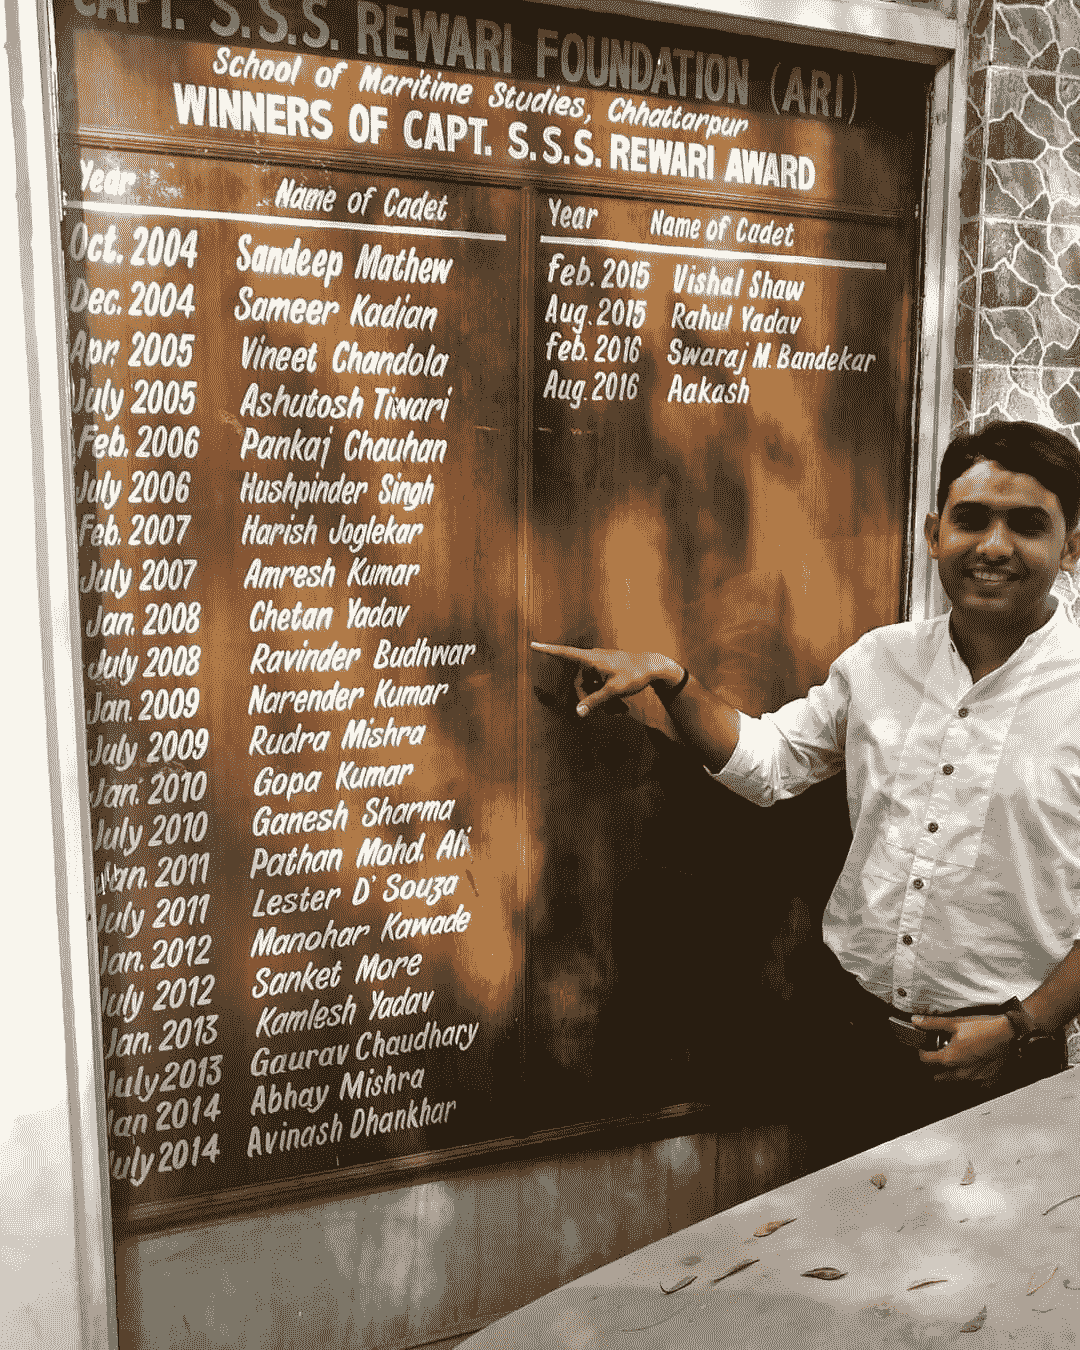 CAPT. S.S.S. REWARI FOUNDATION (ARI)
School of Maritime Studies, Chhattarpur
WINNERS OF CAPT. S.S.S. REWARI AWARD
Year Name of Cadet
Oct. 2004 Sandeep Mathew
Dec. 2004 Sameer Kadian
Apr. 2005 Vineet Chandola
July 2005 Ashutosh Tiwari
Feb. 2006 Pankaj Chauhan
July 2006 Hushpinder Singh
Feb. 2007 Harish Joglekar
July 2007 Amresh Kumar
Jan. 2008 Chetan Yadav
July 2008 Ravinder Budhwar
Jan. 2009 Narender Kumar
July 2009 Rudra Mishra
Jan. 2010 Gopa Kumar
July 2010 Ganesh Sharma
Jan. 2011 Pathan Mohd. Ali
July 2011 Lester D'Souza
Jan. 2012 Manohar Kawade
July 2012 Sanket More
Jan. 2013 Kamlesh Yadav
July 2013 Gaurav Chaudhary
Jan 2014 Abhay Mishra
July 2014 Avinash Dhankhar
Year Name of Cadet
Feb. 2015 Vishal Shaw
Aug. 2015 Rahul Yadav
Feb. 2016 Swaraj M. Bandekar
Aug. 2016 Aakash